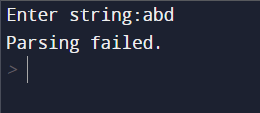 Enter string:abd
Parsing failed.
>